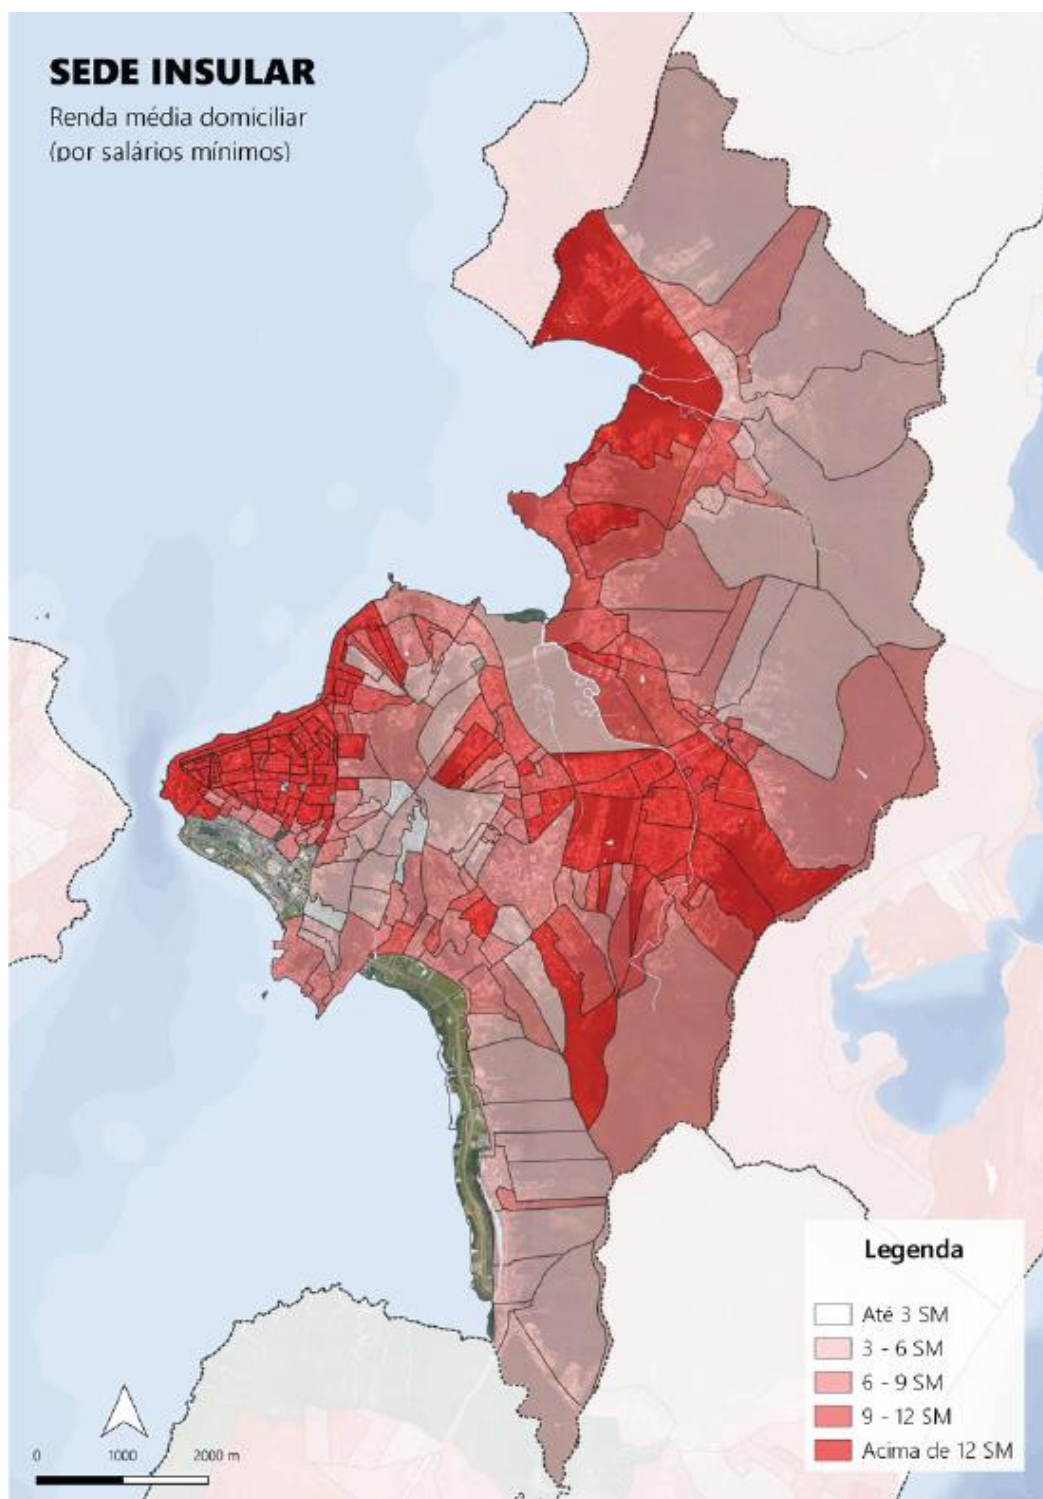 SEDE INSULAR
Renda média domiciliar
(por salários mínimos)
Legenda
Até 3 SM
3 - 6 SM
6 - 9 SM
9 - 12 SM
Acima de 12 SM
0 1000 2000 m